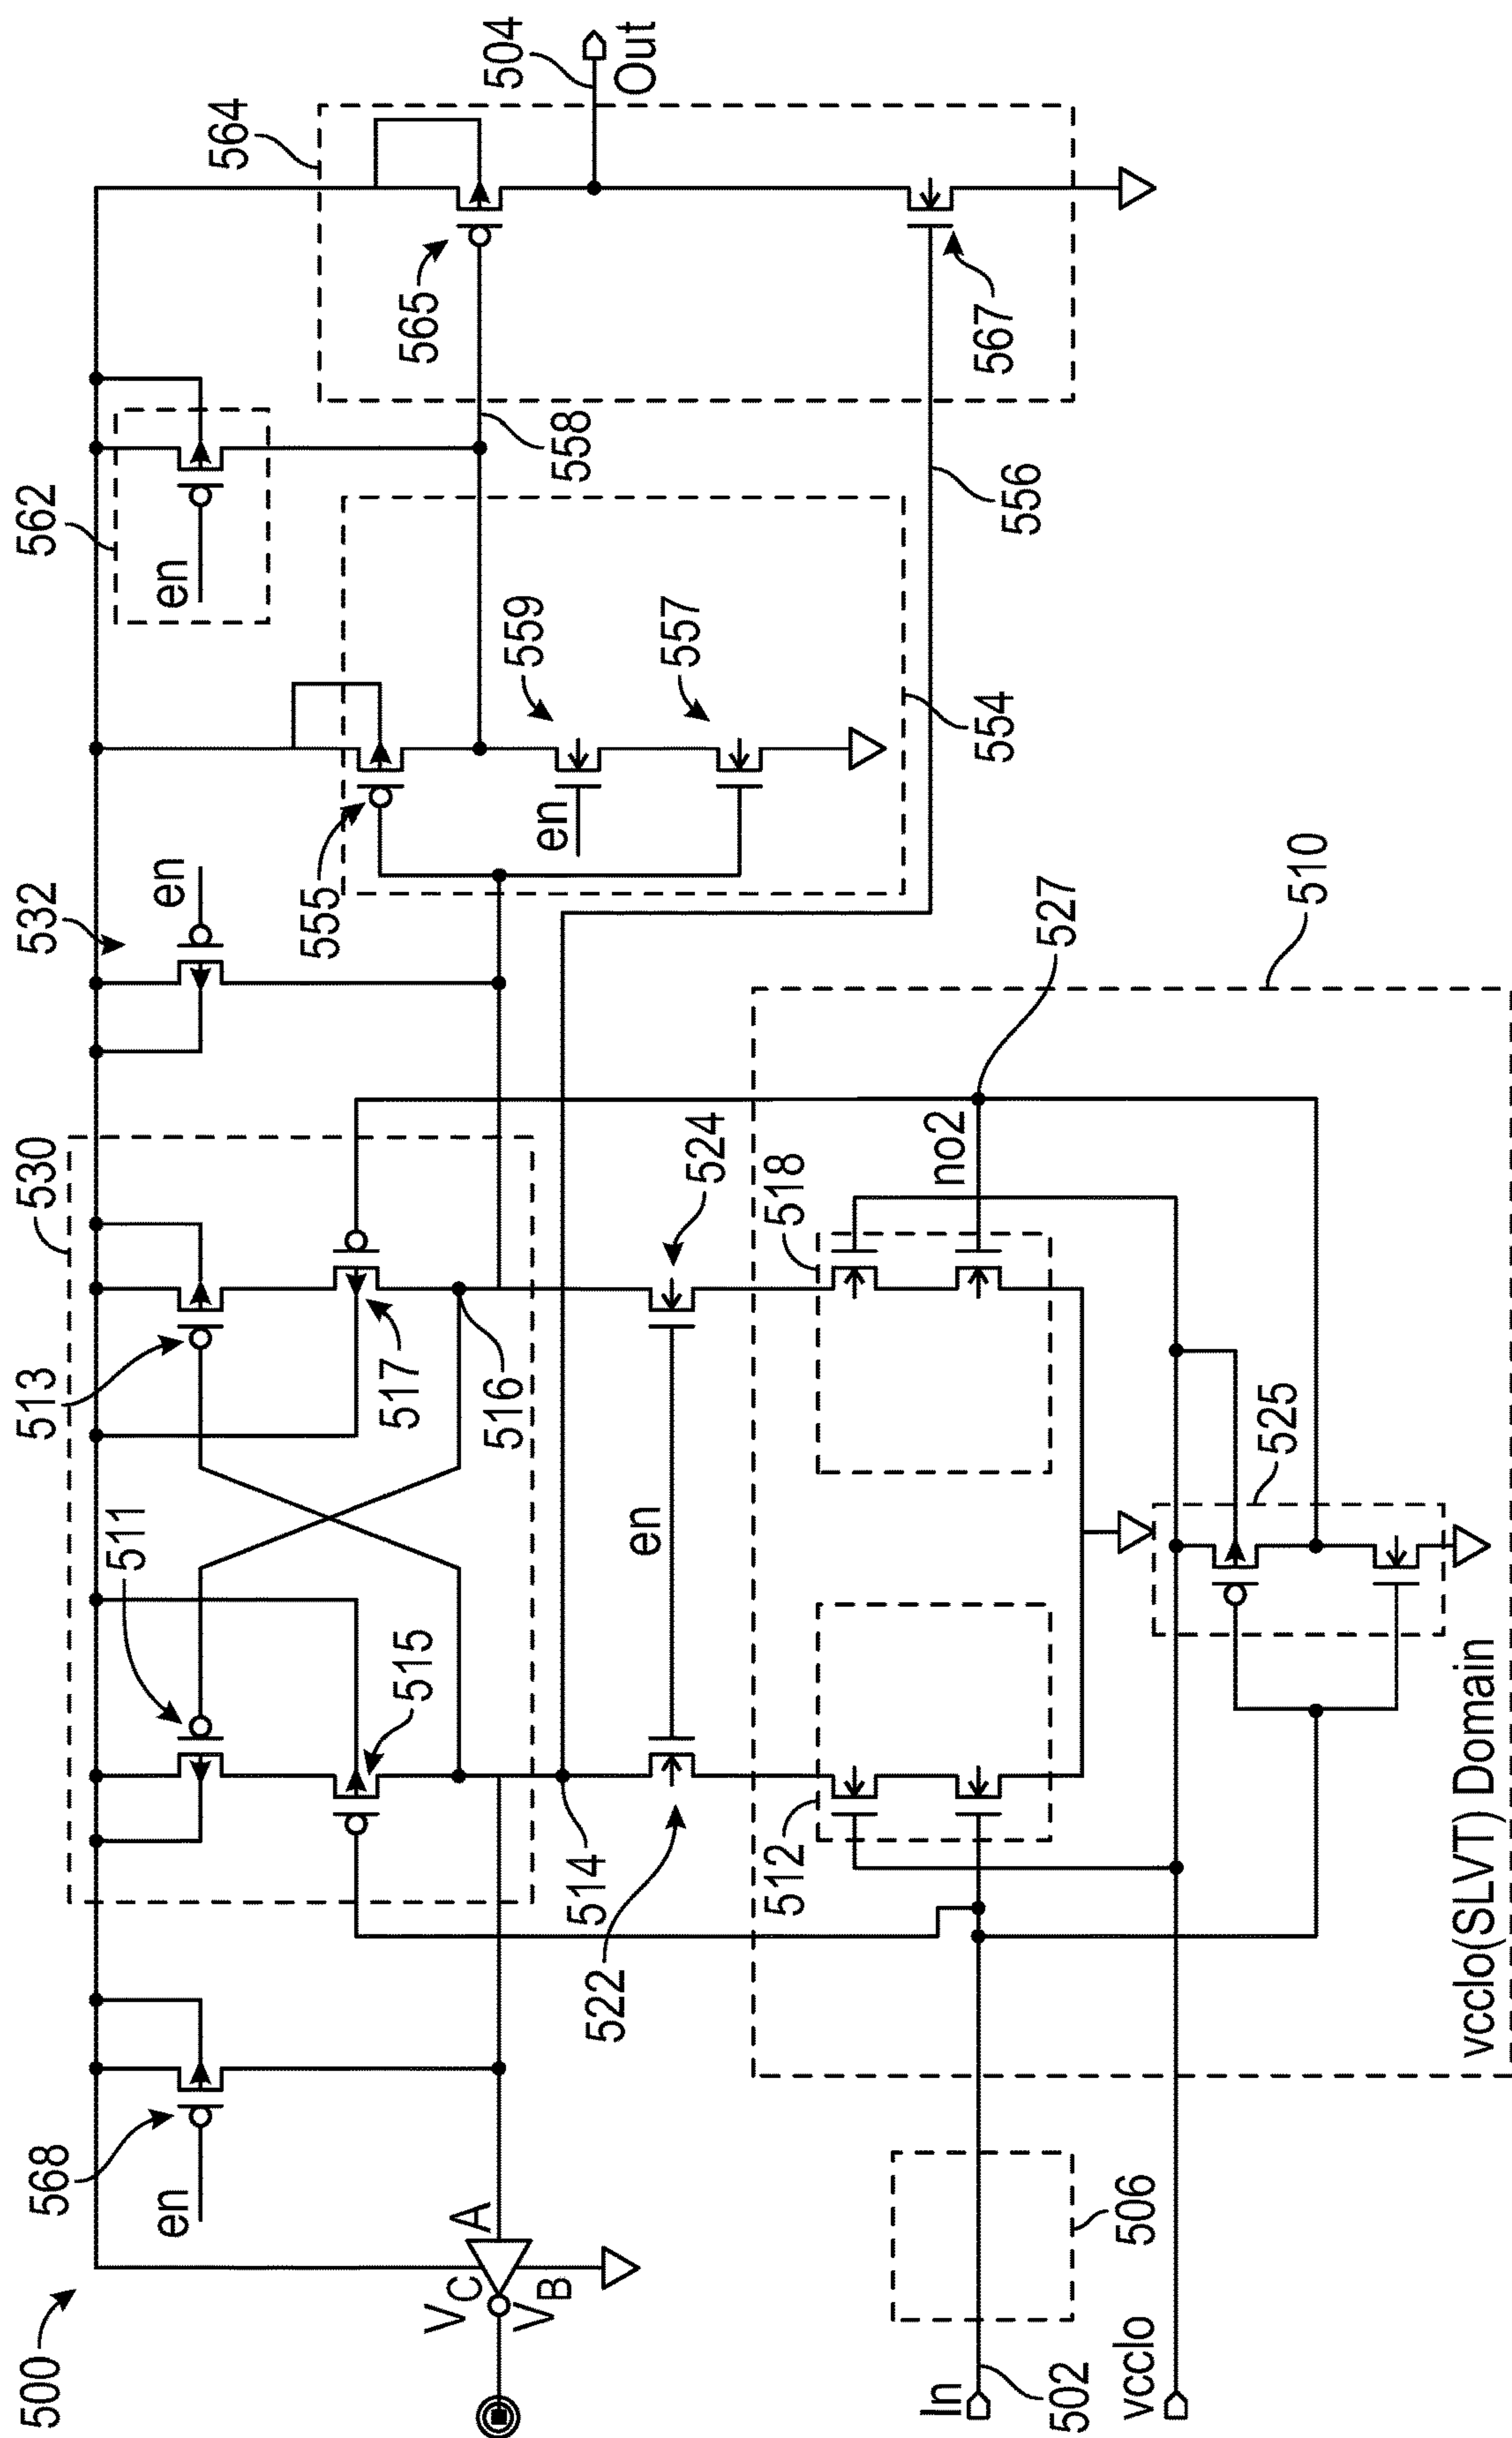 500
568
en
V
C
A
V
B
530
511
513
515
517
514
516
532
en
562
en
564
565
567
504
Out
555
559
en
557
554
558
556
522
en
524
527
no2
510
512
518
525
vcclo(SLVT) Domain
506
In
502
vcclo